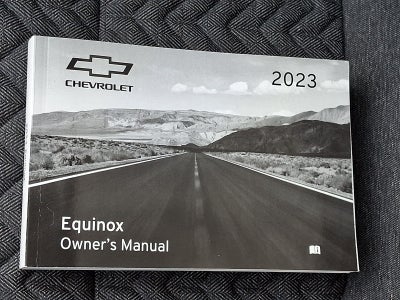 CHEVROLET
2023
Equinox
Owner's Manual